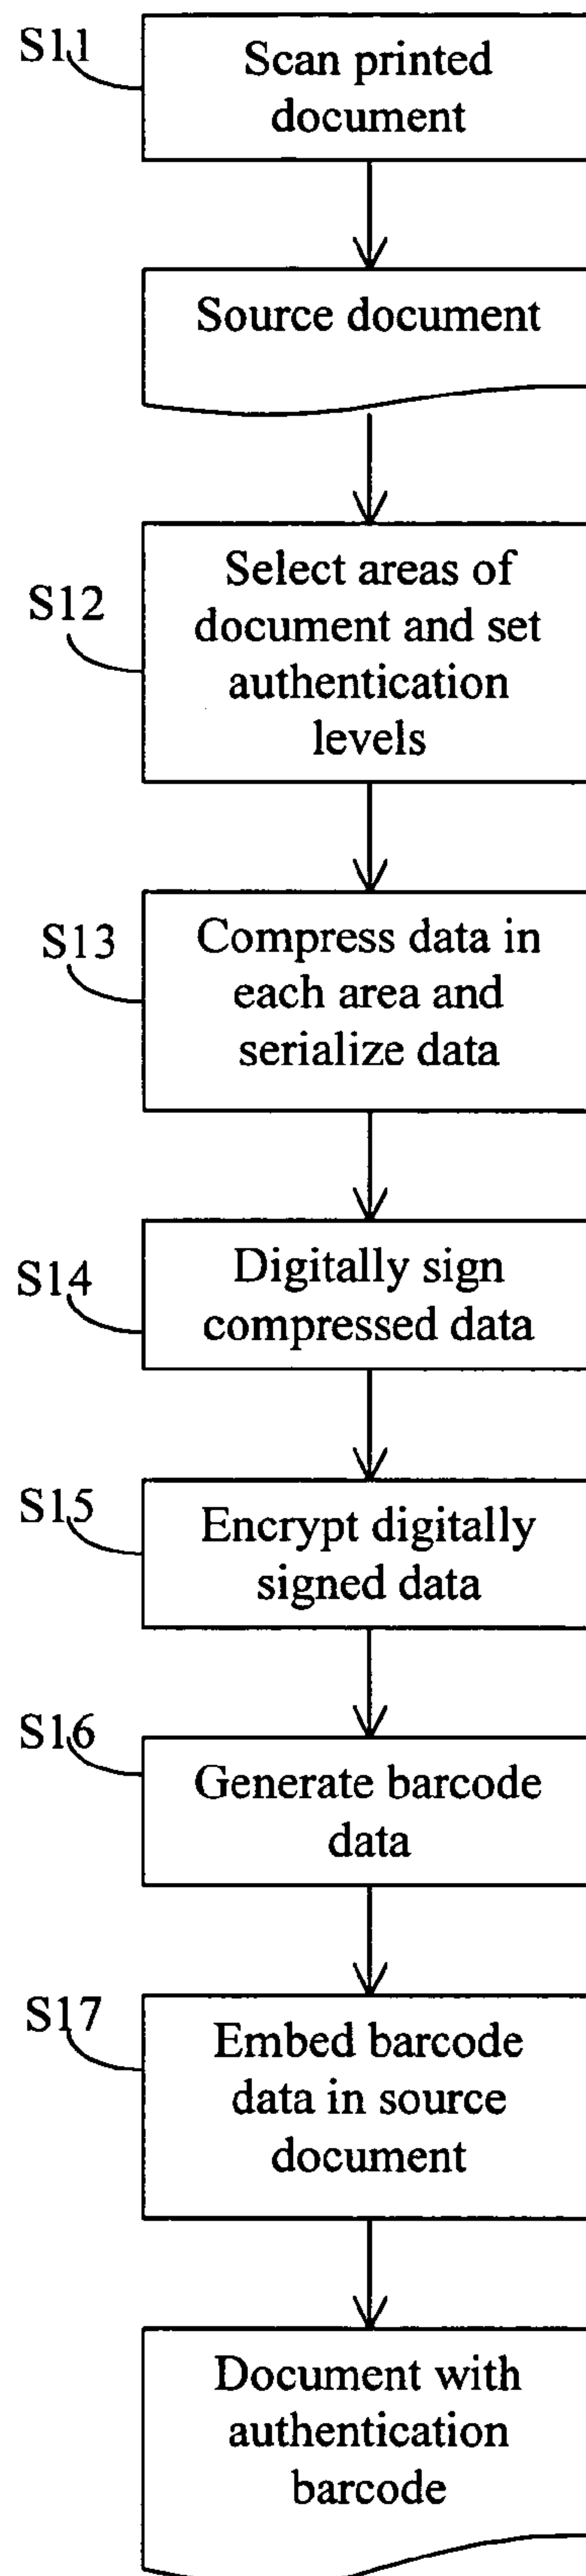 S11
Scan printed
document
Source document
S12
Select areas of
document and set
authentication
levels
S13
Compress data in
each area and
serialize data
S14
Digitally sign
compressed data
S15
Encrypt digitally
signed data
S16
Generate barcode
data
S17
Embed barcode
data in source
document
Document with
authentication
barcode